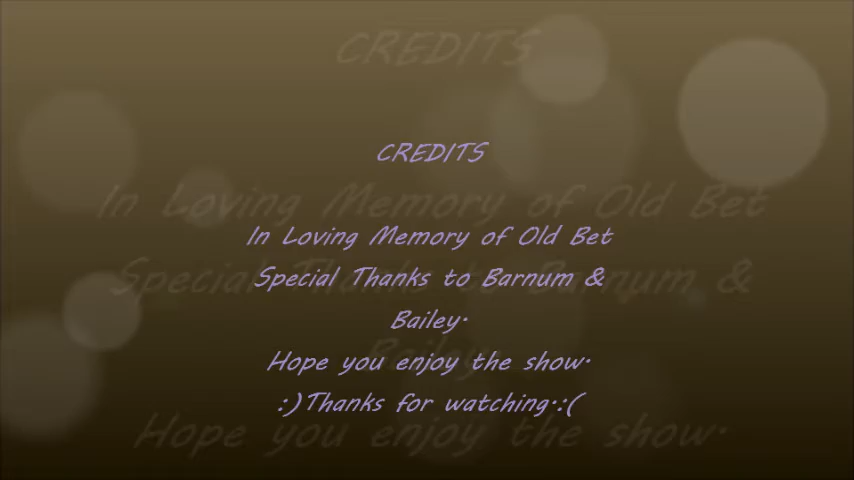 CREDITS
In Loving Memory of Old Bet
Special Thanks to Barnum &
Bailey.
Hope you enjoy the show.
:)Thanks for watching.:(